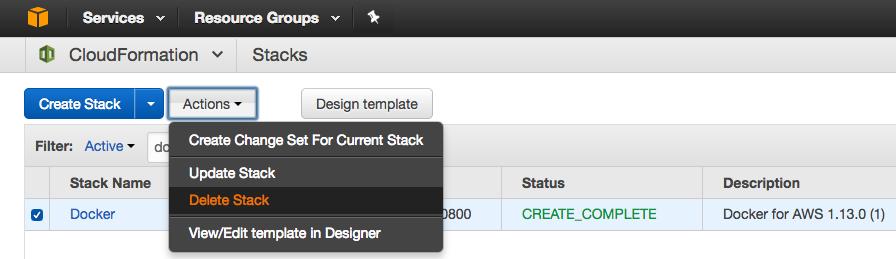 Services Resource Groups
CloudFormation Stacks
Create Stack Actions Design template
Create Change Set For Current Stack
Filter: Active do
Update Stack
Stack Name Status Description
Delete Stack
Docker 0800 CREATE_COMPLETE Docker for AWS 1.13.0 (1)
View/Edit template in Designer